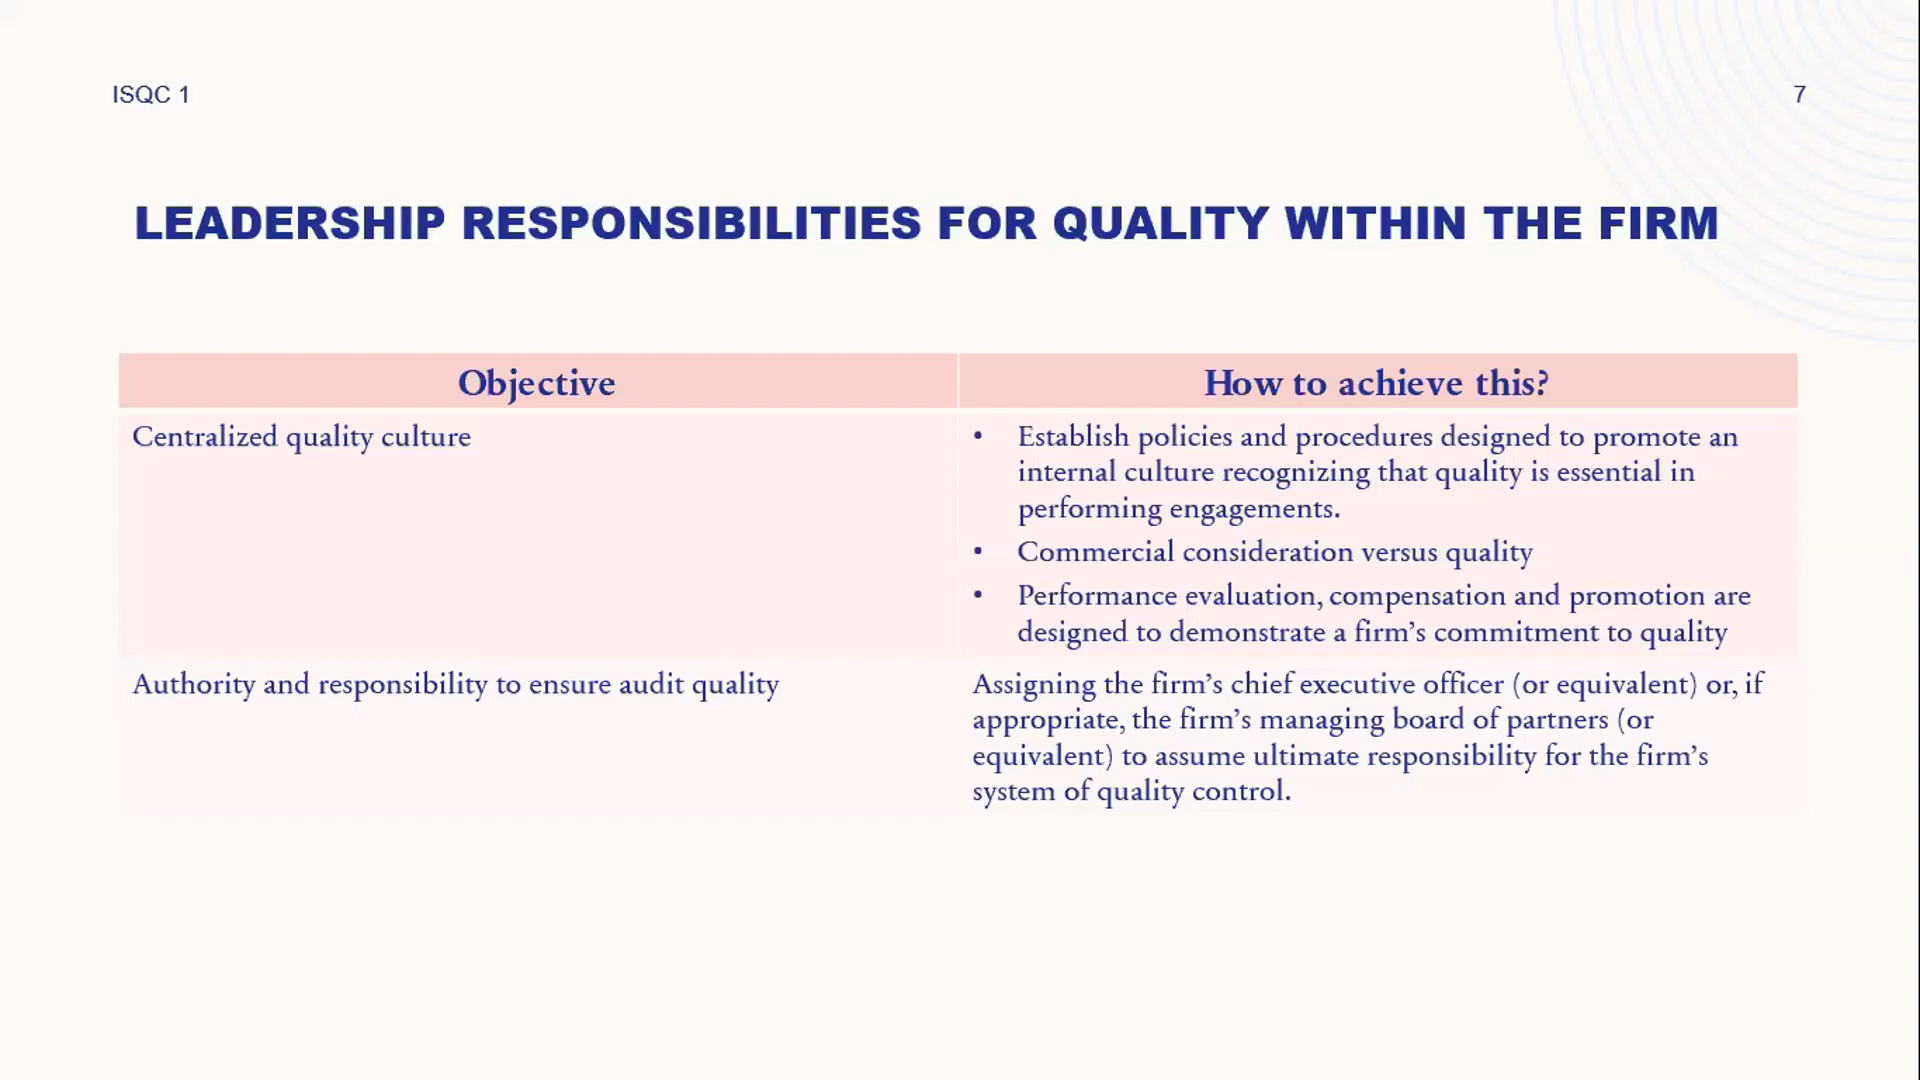 ISQC 1
7
LEADERSHIP RESPONSIBILITIES FOR QUALITY WITHIN THE FIRM
Objective
How to achieve this?
Centralized quality culture
• Establish policies and procedures designed to promote an
internal culture recognizing that quality is essential in
performing engagements.
• Commercial consideration versus quality
• Performance evaluation, compensation and promotion are
designed to demonstrate a firm’s commitment to quality
Authority and responsibility to ensure audit quality
Assigning the firm’s chief executive officer (or equivalent) or, if
appropriate, the firm’s managing board of partners (or
equivalent) to assume ultimate responsibility for the firm’s
system of quality control.